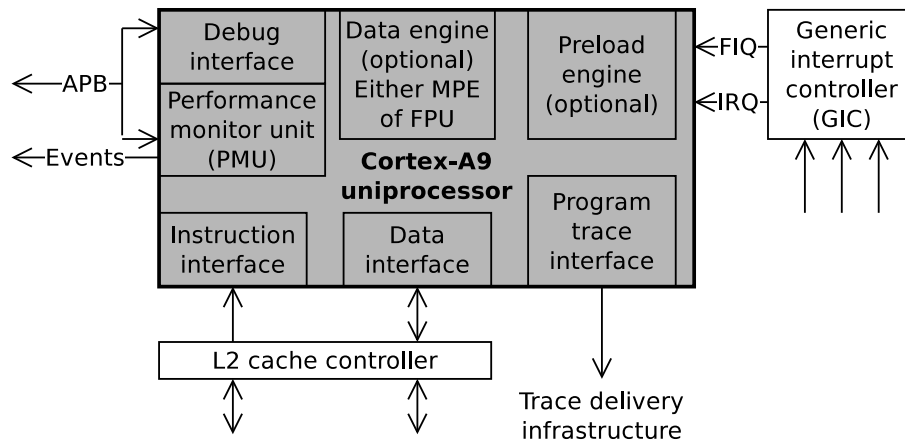 Debug
interface
Data engine
(optional)
Either MPE
of FPU
Preload
engine
(optional)
FIQ
IRQ
Generic
interrupt
controller
(GIC)
APB
Performance
monitor unit
(PMU)
Events
Cortex-A9
uniprocessor
Instruction
interface
Data
interface
Program
trace
interface
L2 cache controller
Trace delivery
infrastructure